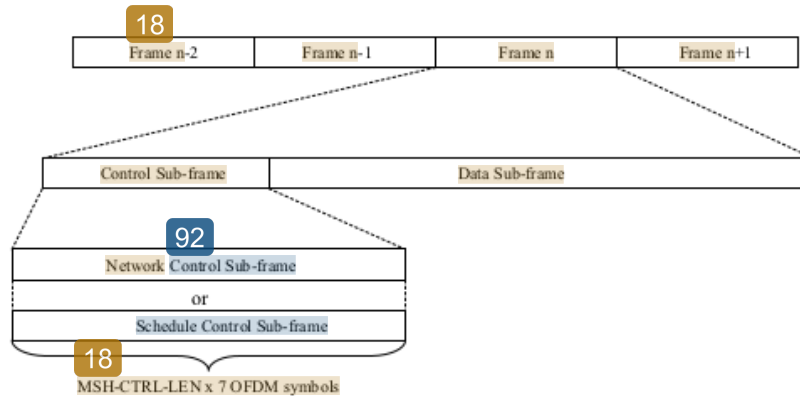 18
Frame n-2 Frame n-1 Frame n Frame n+1
Control Sub-frame Data Sub-frame
92
Network Control Sub-frame
or
Schedule Control Sub-frame
18
MSH-CTRL-LEN x 7 OFDM symbols